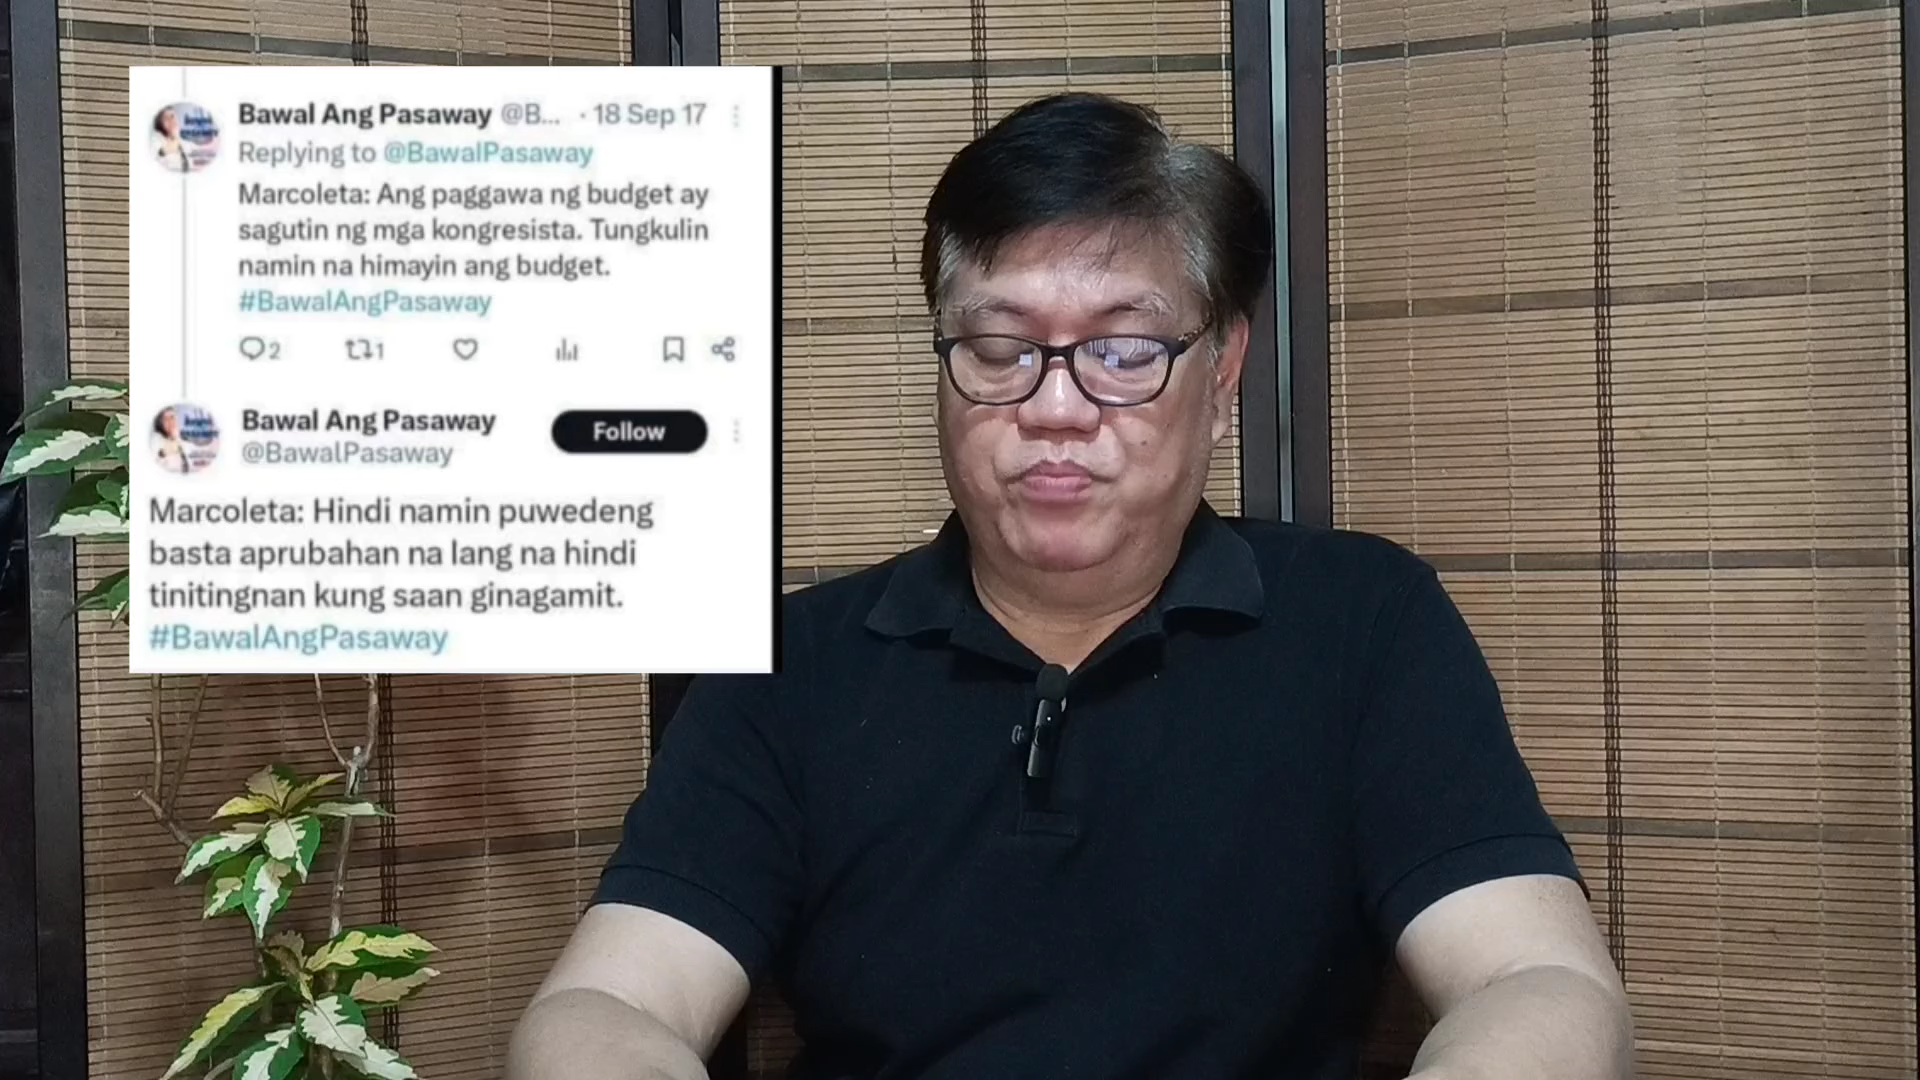 Bawal Ang Pasaway @B... · 18 Sep 17
Replying to @BawalPasaway
Marcoleta: Ang paggawa ng budget ay
sagutin ng mga kongresista. Tungkulin
namin na himayin ang budget.
#BawalAngPasaway
2 1
Bawal Ang Pasaway
Follow
@BawalPasaway
Marcoleta: Hindi namin puwedeng
basta aprubahan na lang na hindi
tinitingnan kung saan ginagamit.
#BawalAngPasaway